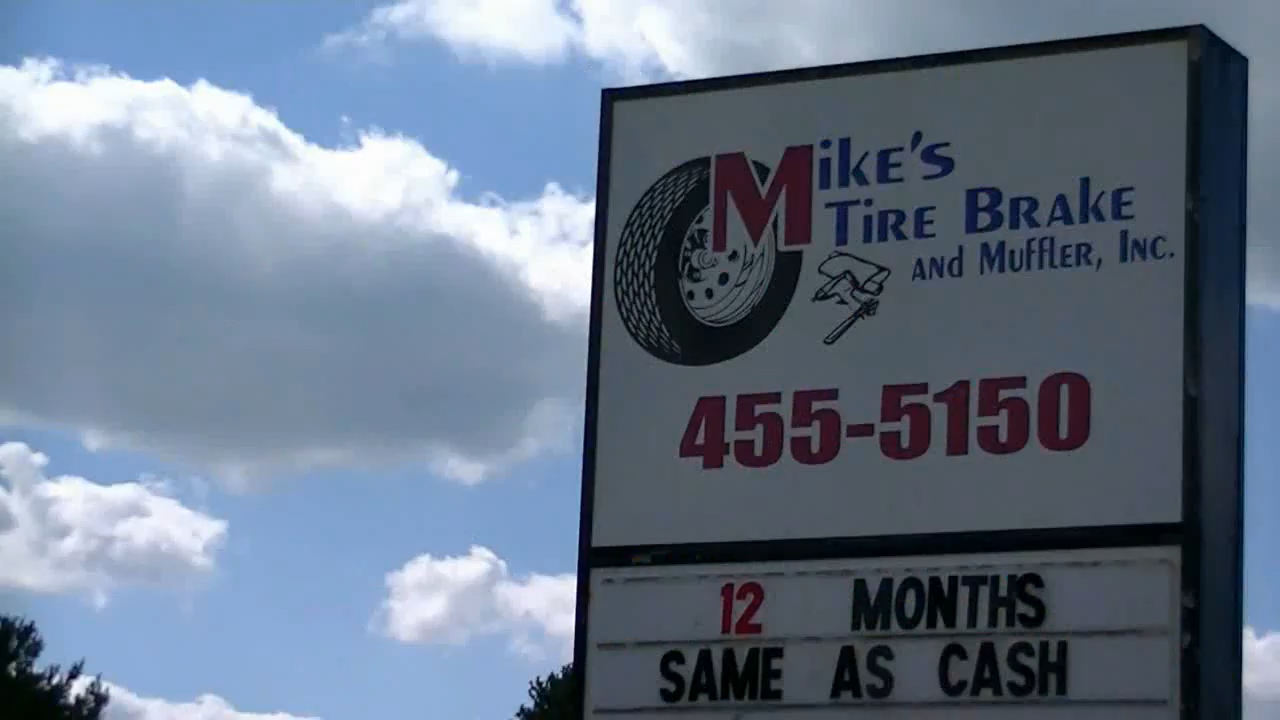 Mike's
Tire Brake
and Muffler, Inc.
455-5150
12 MONTHS
SAME AS CASH